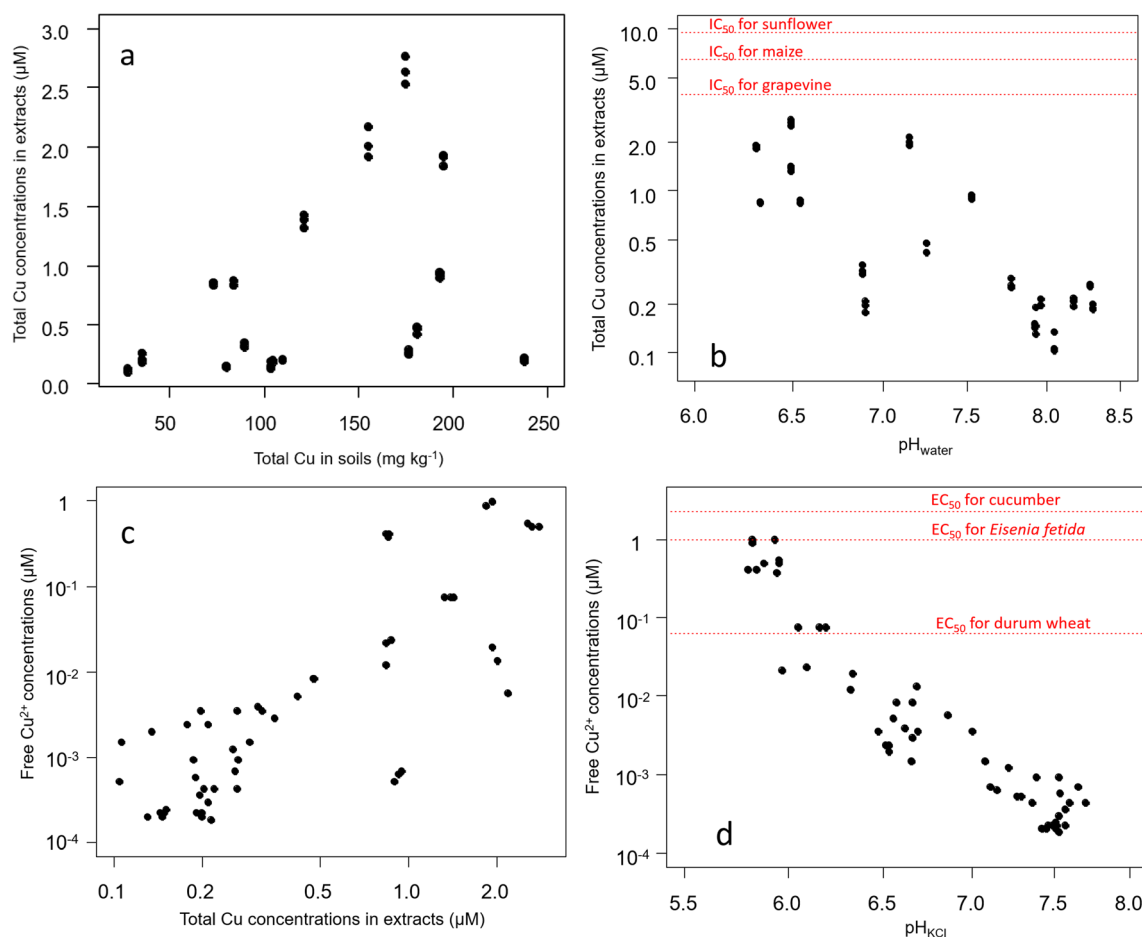 a
Total Cu concentrations in extracts (µM)
3.0
2.5
2.0
1.5
1.0
0.5
0.0
50
100
150
200
250
Total Cu in soils (mg kg⁻¹)
b
Total Cu concentrations in extracts (µM)
10.0
5.0
2.0
1.0
0.5
0.2
0.1
IC₅₀ for sunflower
IC₅₀ for maize
IC₅₀ for grapevine
6.0
6.5
7.0
7.5
8.0
8.5
pH_water
c
Free Cu²⁺ concentrations (µM)
1
10⁻¹
10⁻²
10⁻³
10⁻⁴
0.1
0.2
0.5
1.0
2.0
Total Cu concentrations in extracts (µM)
d
Free Cu²⁺ concentrations (µM)
1
10⁻¹
10⁻²
10⁻³
10⁻⁴
EC₅₀ for cucumber
EC₅₀ for Eisenia fetida
EC₅₀ for durum wheat
5.5
6.0
6.5
7.0
7.5
8.0
pH_KCl